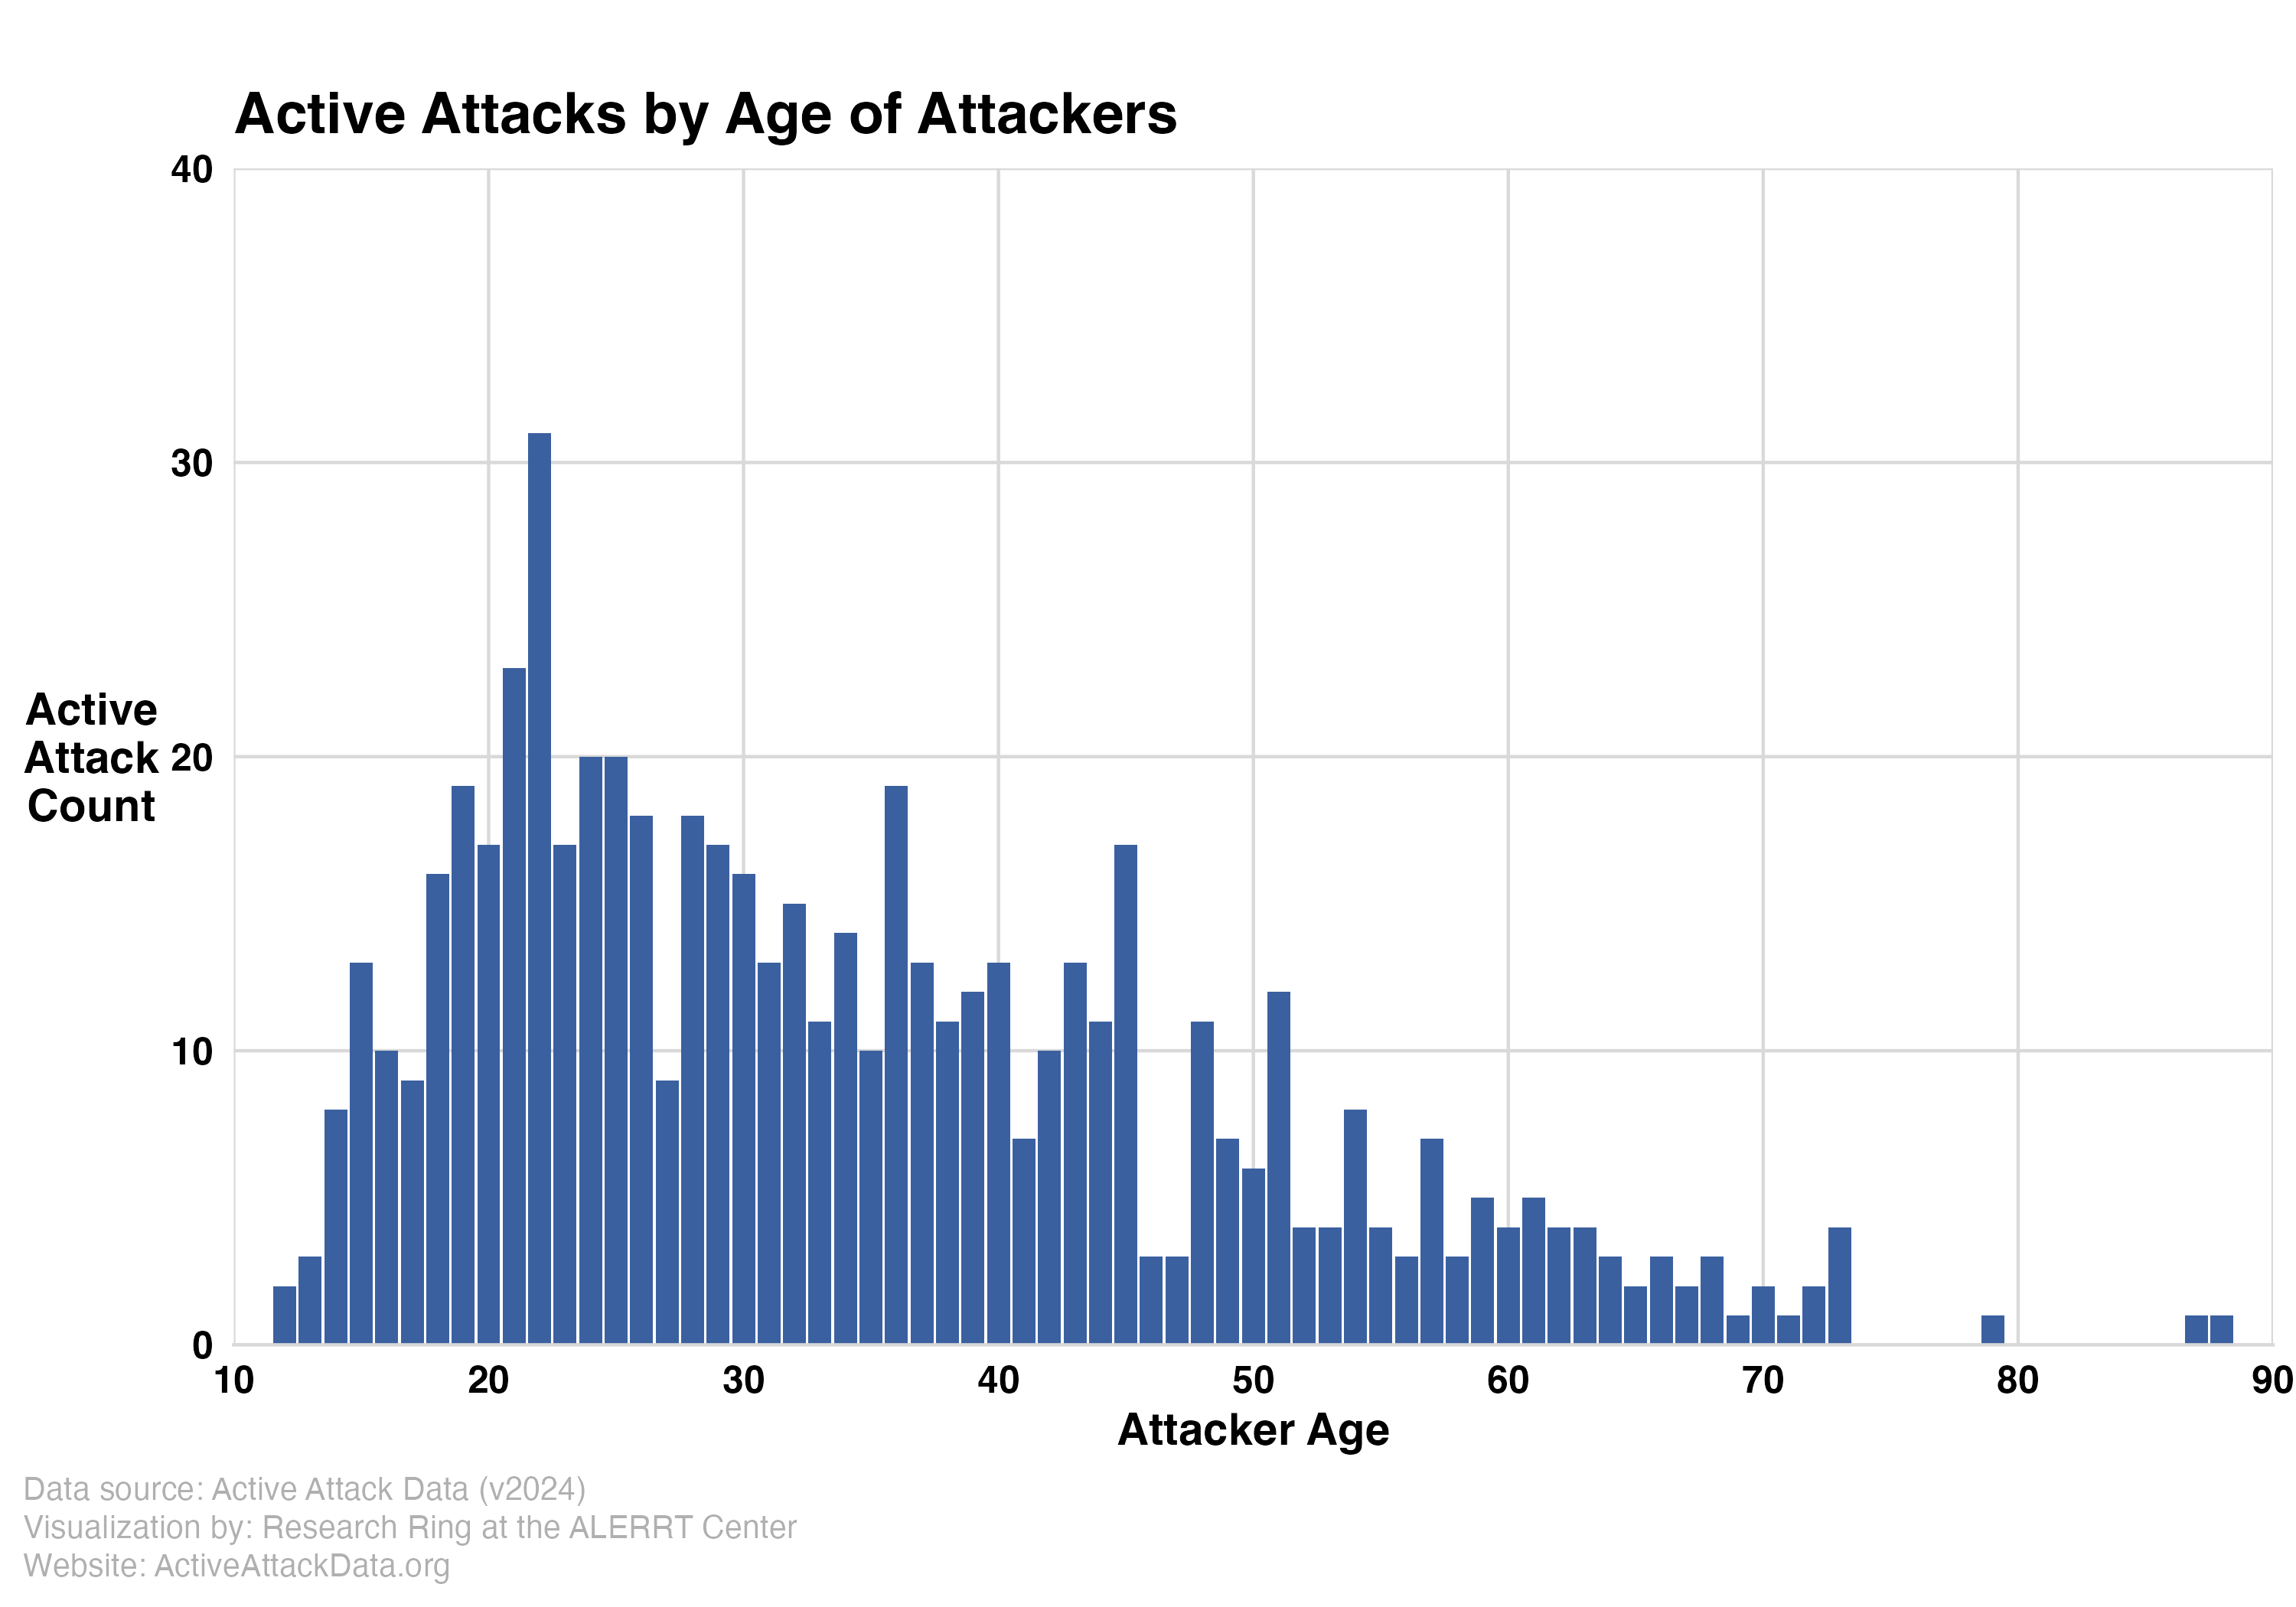 Active Attacks by Age of Attackers
40
30
20
10
0
Active
Attack
Count
10 20 30 40 50 60 70 80 90
Attacker Age
Data source: Active Attack Data (v2024)
Visualization by: Research Ring at the ALERRT Center
Website: ActiveAttackData.org